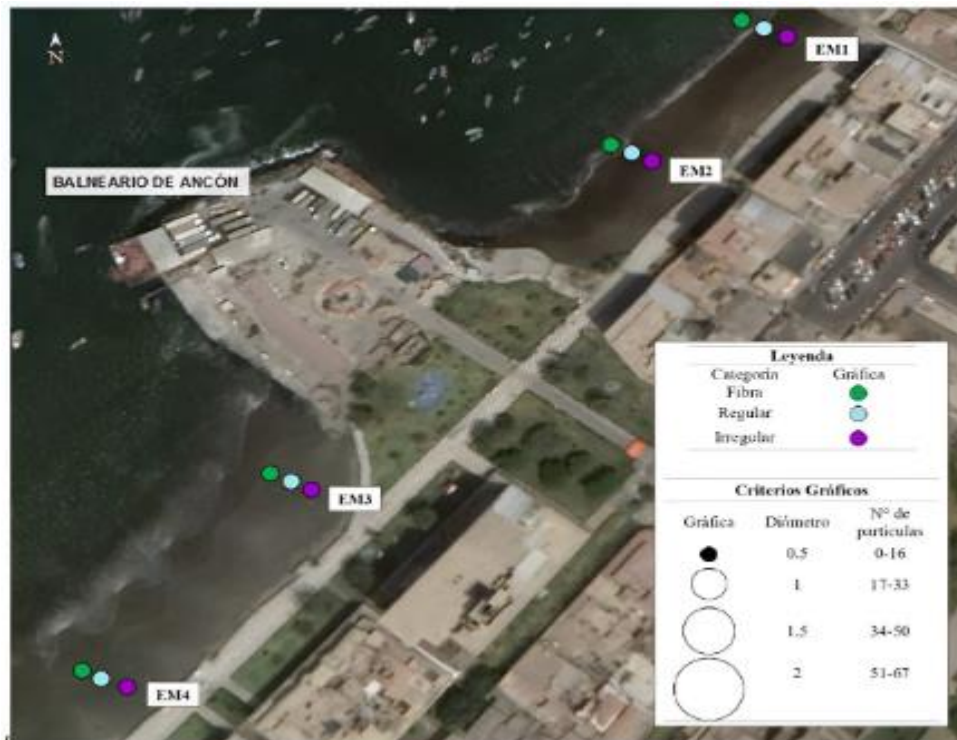 N
EM1
EM2
BALNEARIO DE ANCÓN
EM3
EM4
Leyenda
Categoría Gráfica
Fibra
Regular
Irregular
Criterios Gráficos
Gráfica Diámetro N° de partículas
0.5 0-16
1 17-33
1.5 34-50
2 51-67